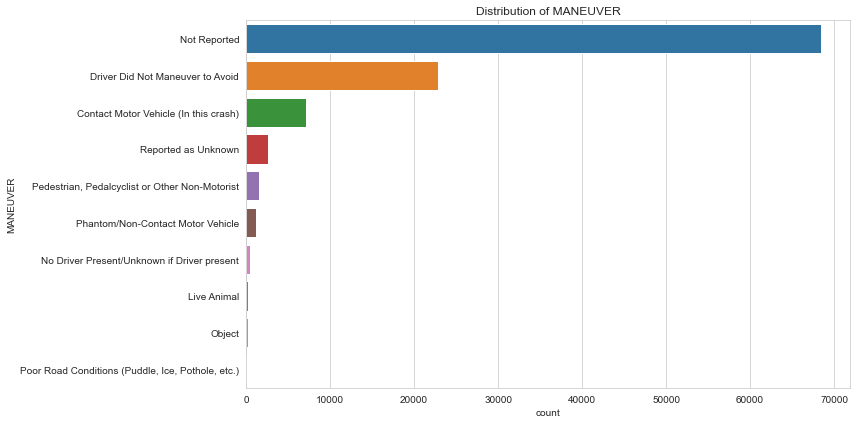 Distribution of MANEUVER
MANEUVER
Not Reported
Driver Did Not Maneuver to Avoid
Contact Motor Vehicle (In this crash)
Reported as Unknown
Pedestrian, Pedalcyclist or Other Non-Motorist
Phantom/Non-Contact Motor Vehicle
No Driver Present/Unknown if Driver present
Live Animal
Object
Poor Road Conditions (Puddle, Ice, Pothole, etc.)
0 10000 20000 30000 40000 50000 60000 70000
count